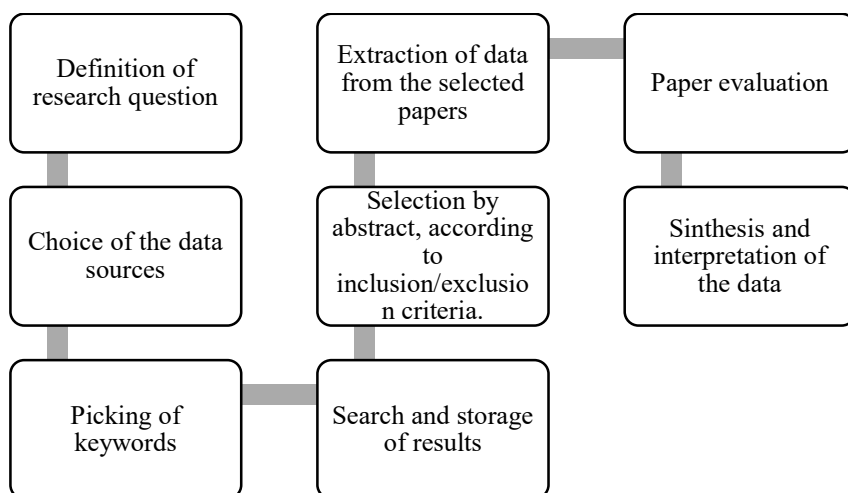 Definition of
research question
Choice of the data
sources
Picking of
keywords
Search and storage
of results
Selection by
abstract, according
to
inclusion/exclusio
n criteria.
Extraction of data
from the selected
papers
Paper evaluation
Sinthesis and
interpretation of
the data